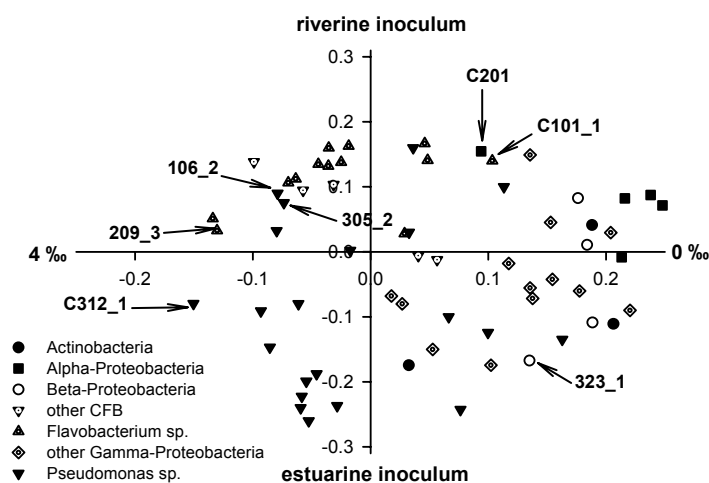 riverine inoculum
0.3
C201
0.2
C101_1
106_2
0.1
305_2
209_3
4 ‰
0.0
0 ‰
-0.2
-0.1
0.0
0.1
0.2
C312_1
-0.1
Actinobacteria
Alpha-Proteobacteria
Beta-Proteobacteria
323_1
-0.2
other CFB
Flavobacterium sp.
other Gamma-Proteobacteria
-0.3
Pseudomonas sp.
estuarine inoculum